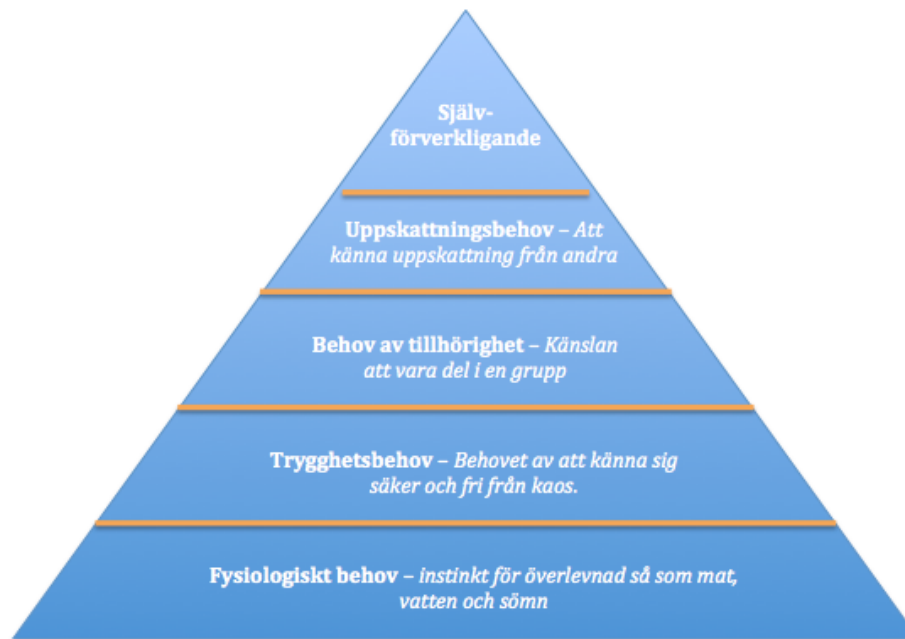 Själv-
förverkligande
Uppskattningsbehov – Att
känna uppskattning från andra
Behov av tillhörighet – Känslan
att vara del i en grupp
Trygghetsbehov – Behovet av att känna sig
säker och fri från kaos.
Fysiologiskt behov – instinkt för överlevnad så som mat,
vatten och sömn